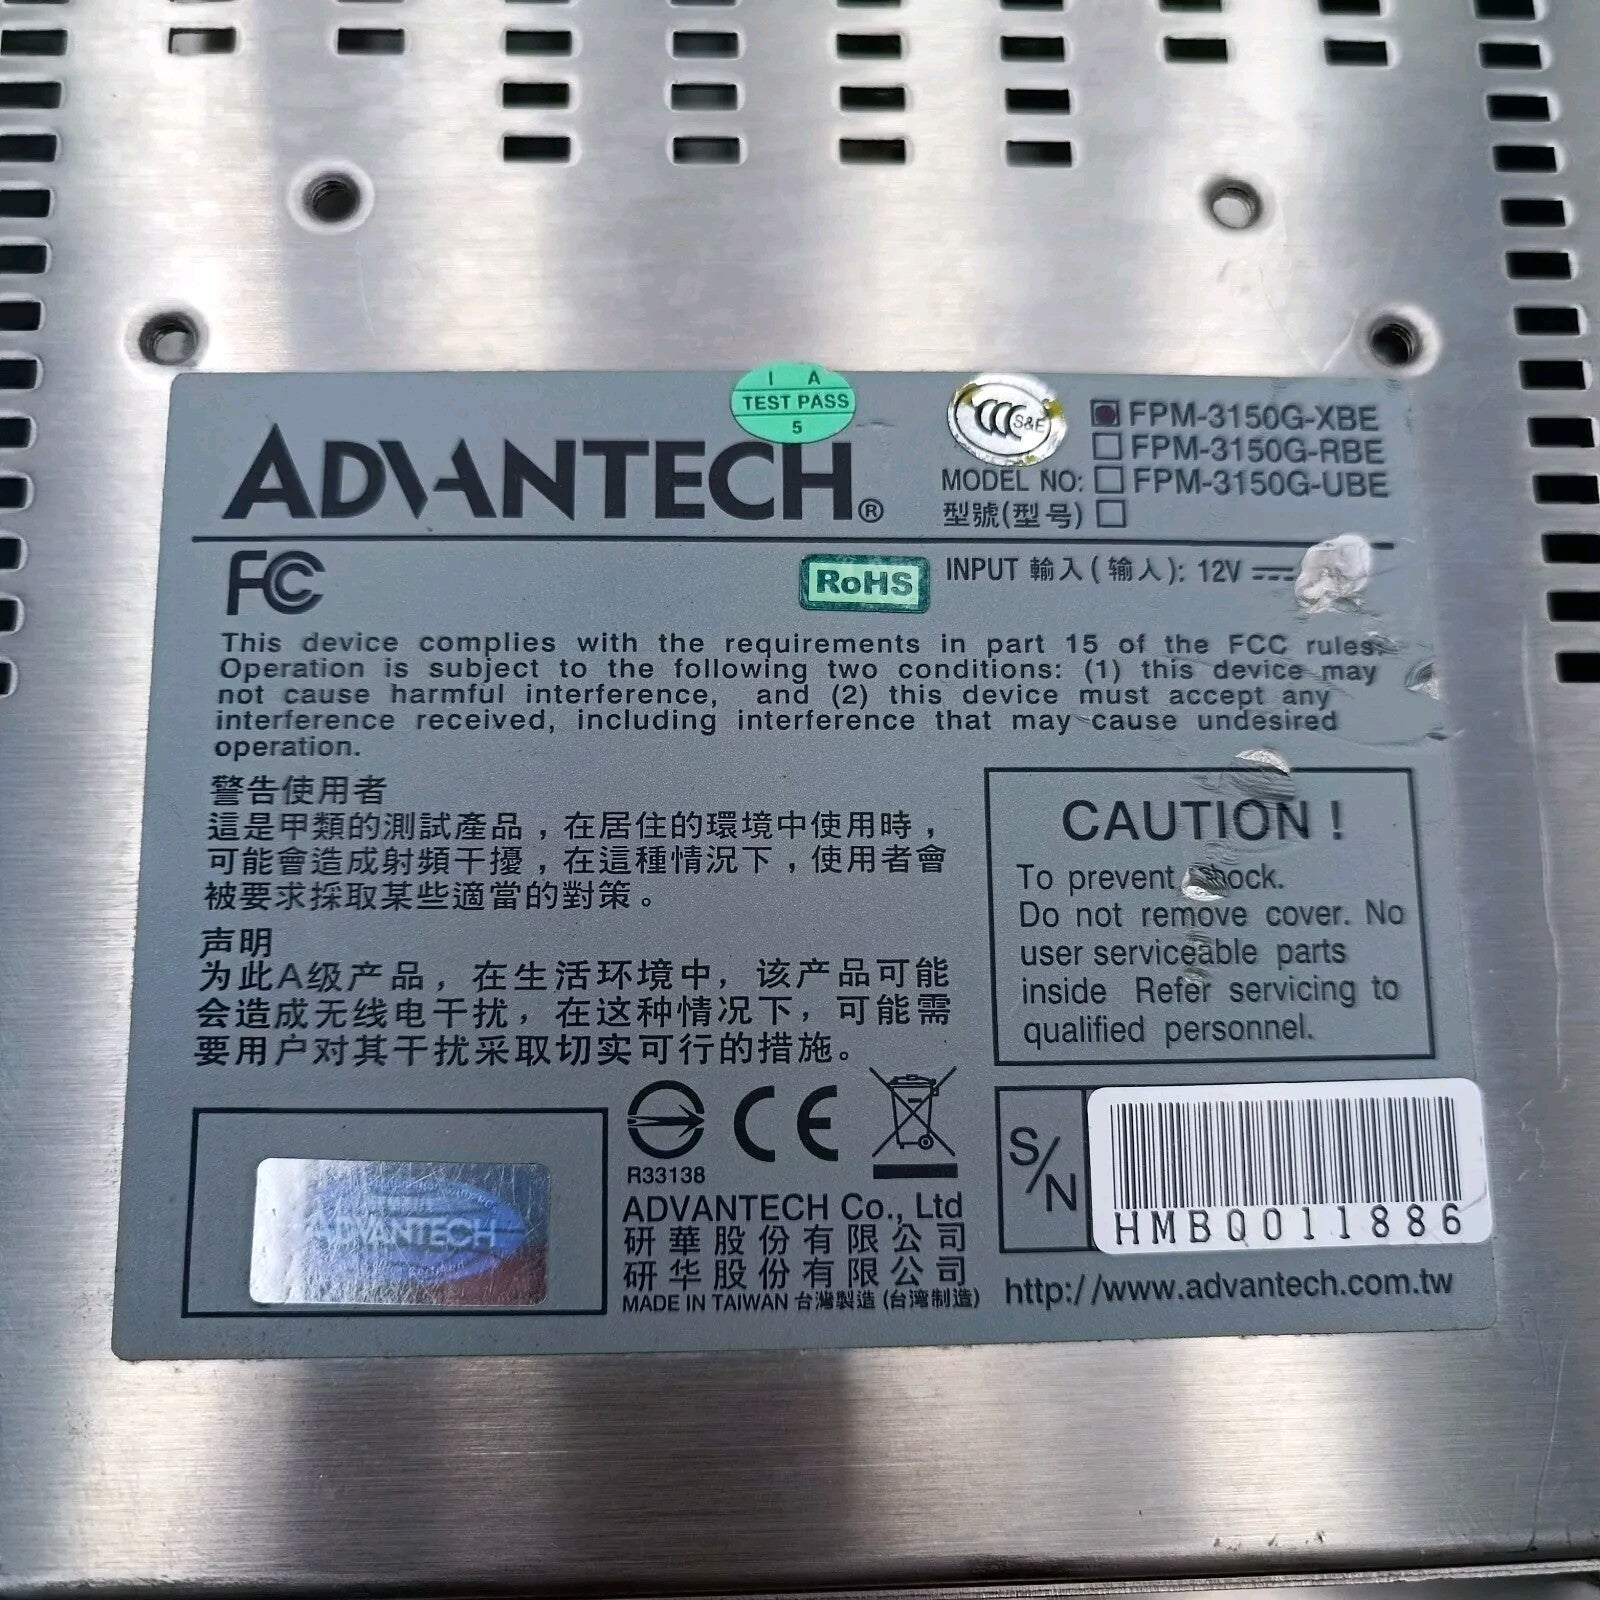 I A
TEST PASS
5
ADVANTECH®
CCC S&E
FPM-3150G-XBE
FPM-3150G-RBE
MODEL NO: FPM-3150G-UBE
型號(型号)
FC
RoHS
INPUT 輸入(输入): 12V
This device complies with the requirements in part 15 of the FCC rules.
Operation is subject to the following two conditions: (1) this device may
not cause harmful interference, and (2) this device must accept any
interference received, including interference that may cause undesired
operation.
警告使用者
這是甲類的測試產品，在居住的環境中使用時，
可能會造成射頻干擾，在這種情況下，使用者會
被要求採取某些適當的對策。
声明
为此A级产品，在生活环境中，该产品可能
会造成无线电干扰，在这种情况下，可能需
要用户对其干扰采取切实可行的措施。
CAUTION !
To prevent shock.
Do not remove cover. No
user serviceable parts
inside Refer servicing to
qualified personnel.
ADVANTECH
R33138
CE
ADVANTECH Co., Ltd
研華股份有限公司
研华股份有限公司
MADE IN TAIWAN 台灣製造 (台湾制造)
S/N
HMBQ011886
http://www.advantech.com.tw